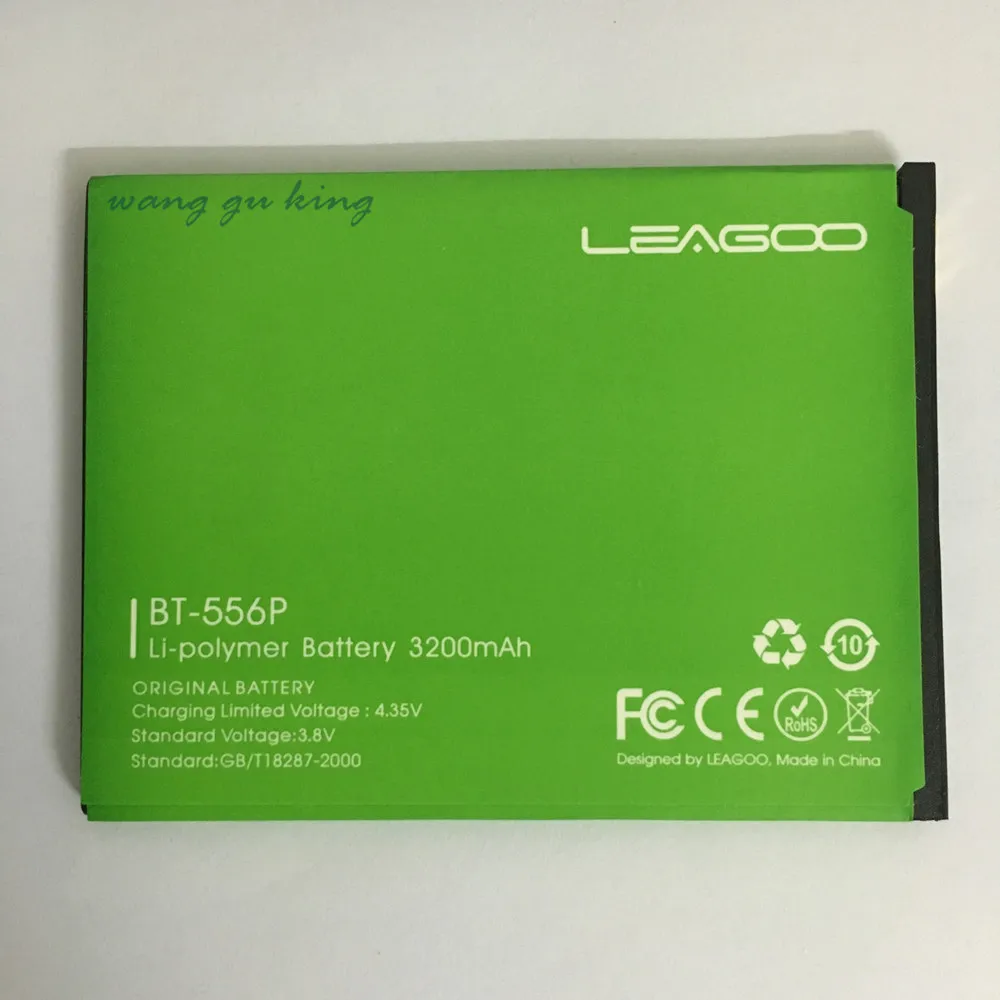 wang gu king
LEAGOO
BT-556P
Li-polymer Battery 3200mAh
ORIGINAL BATTERY
Charging Limited Voltage : 4.35V
Standard Voltage:3.8V
Standard:GB/T18287-2000
10
FC CE RoHS
Designed by LEAGOO, Made in China